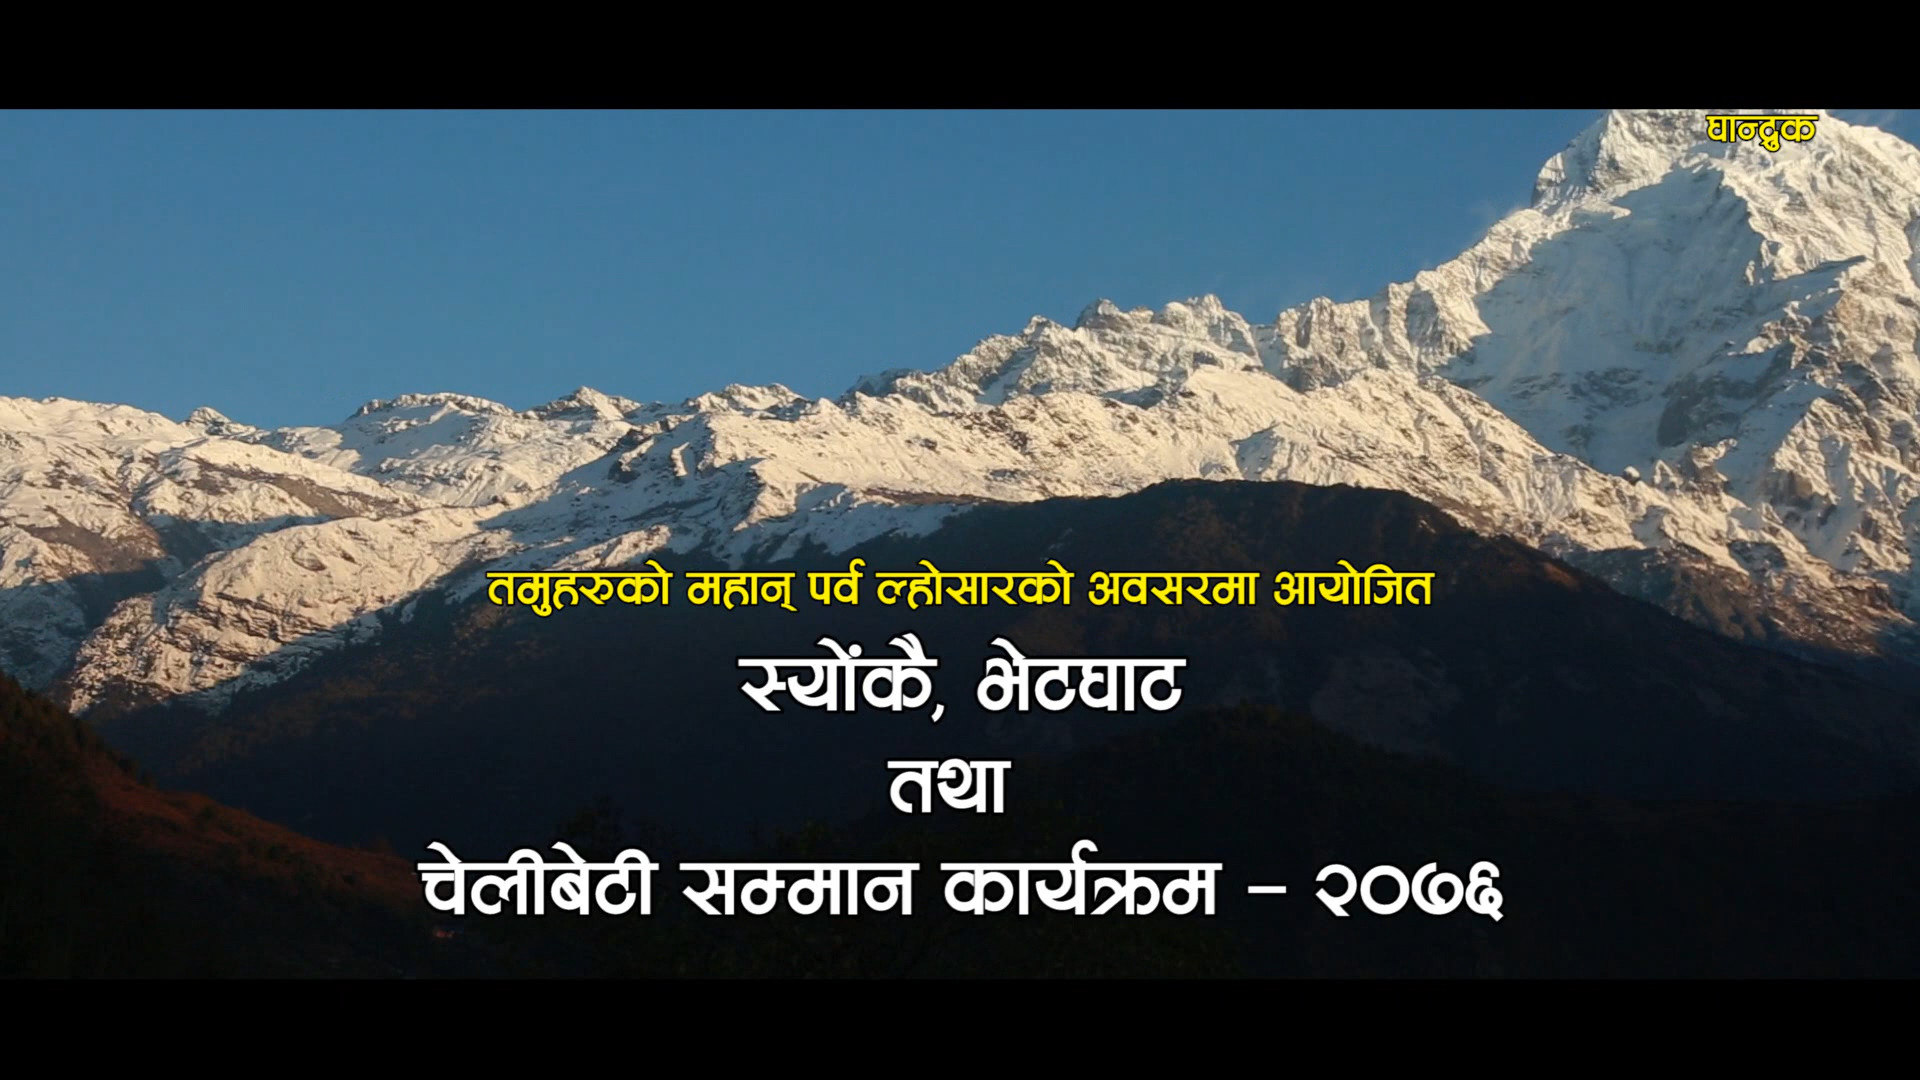 घान्द्रुक
तमुहरुको महान् पर्व ल्होसारको अवसरमा आयोजित
स्योंकै, भेटघाट
तथा
चेलीबेटी सम्मान कार्यक्रम – २०७६